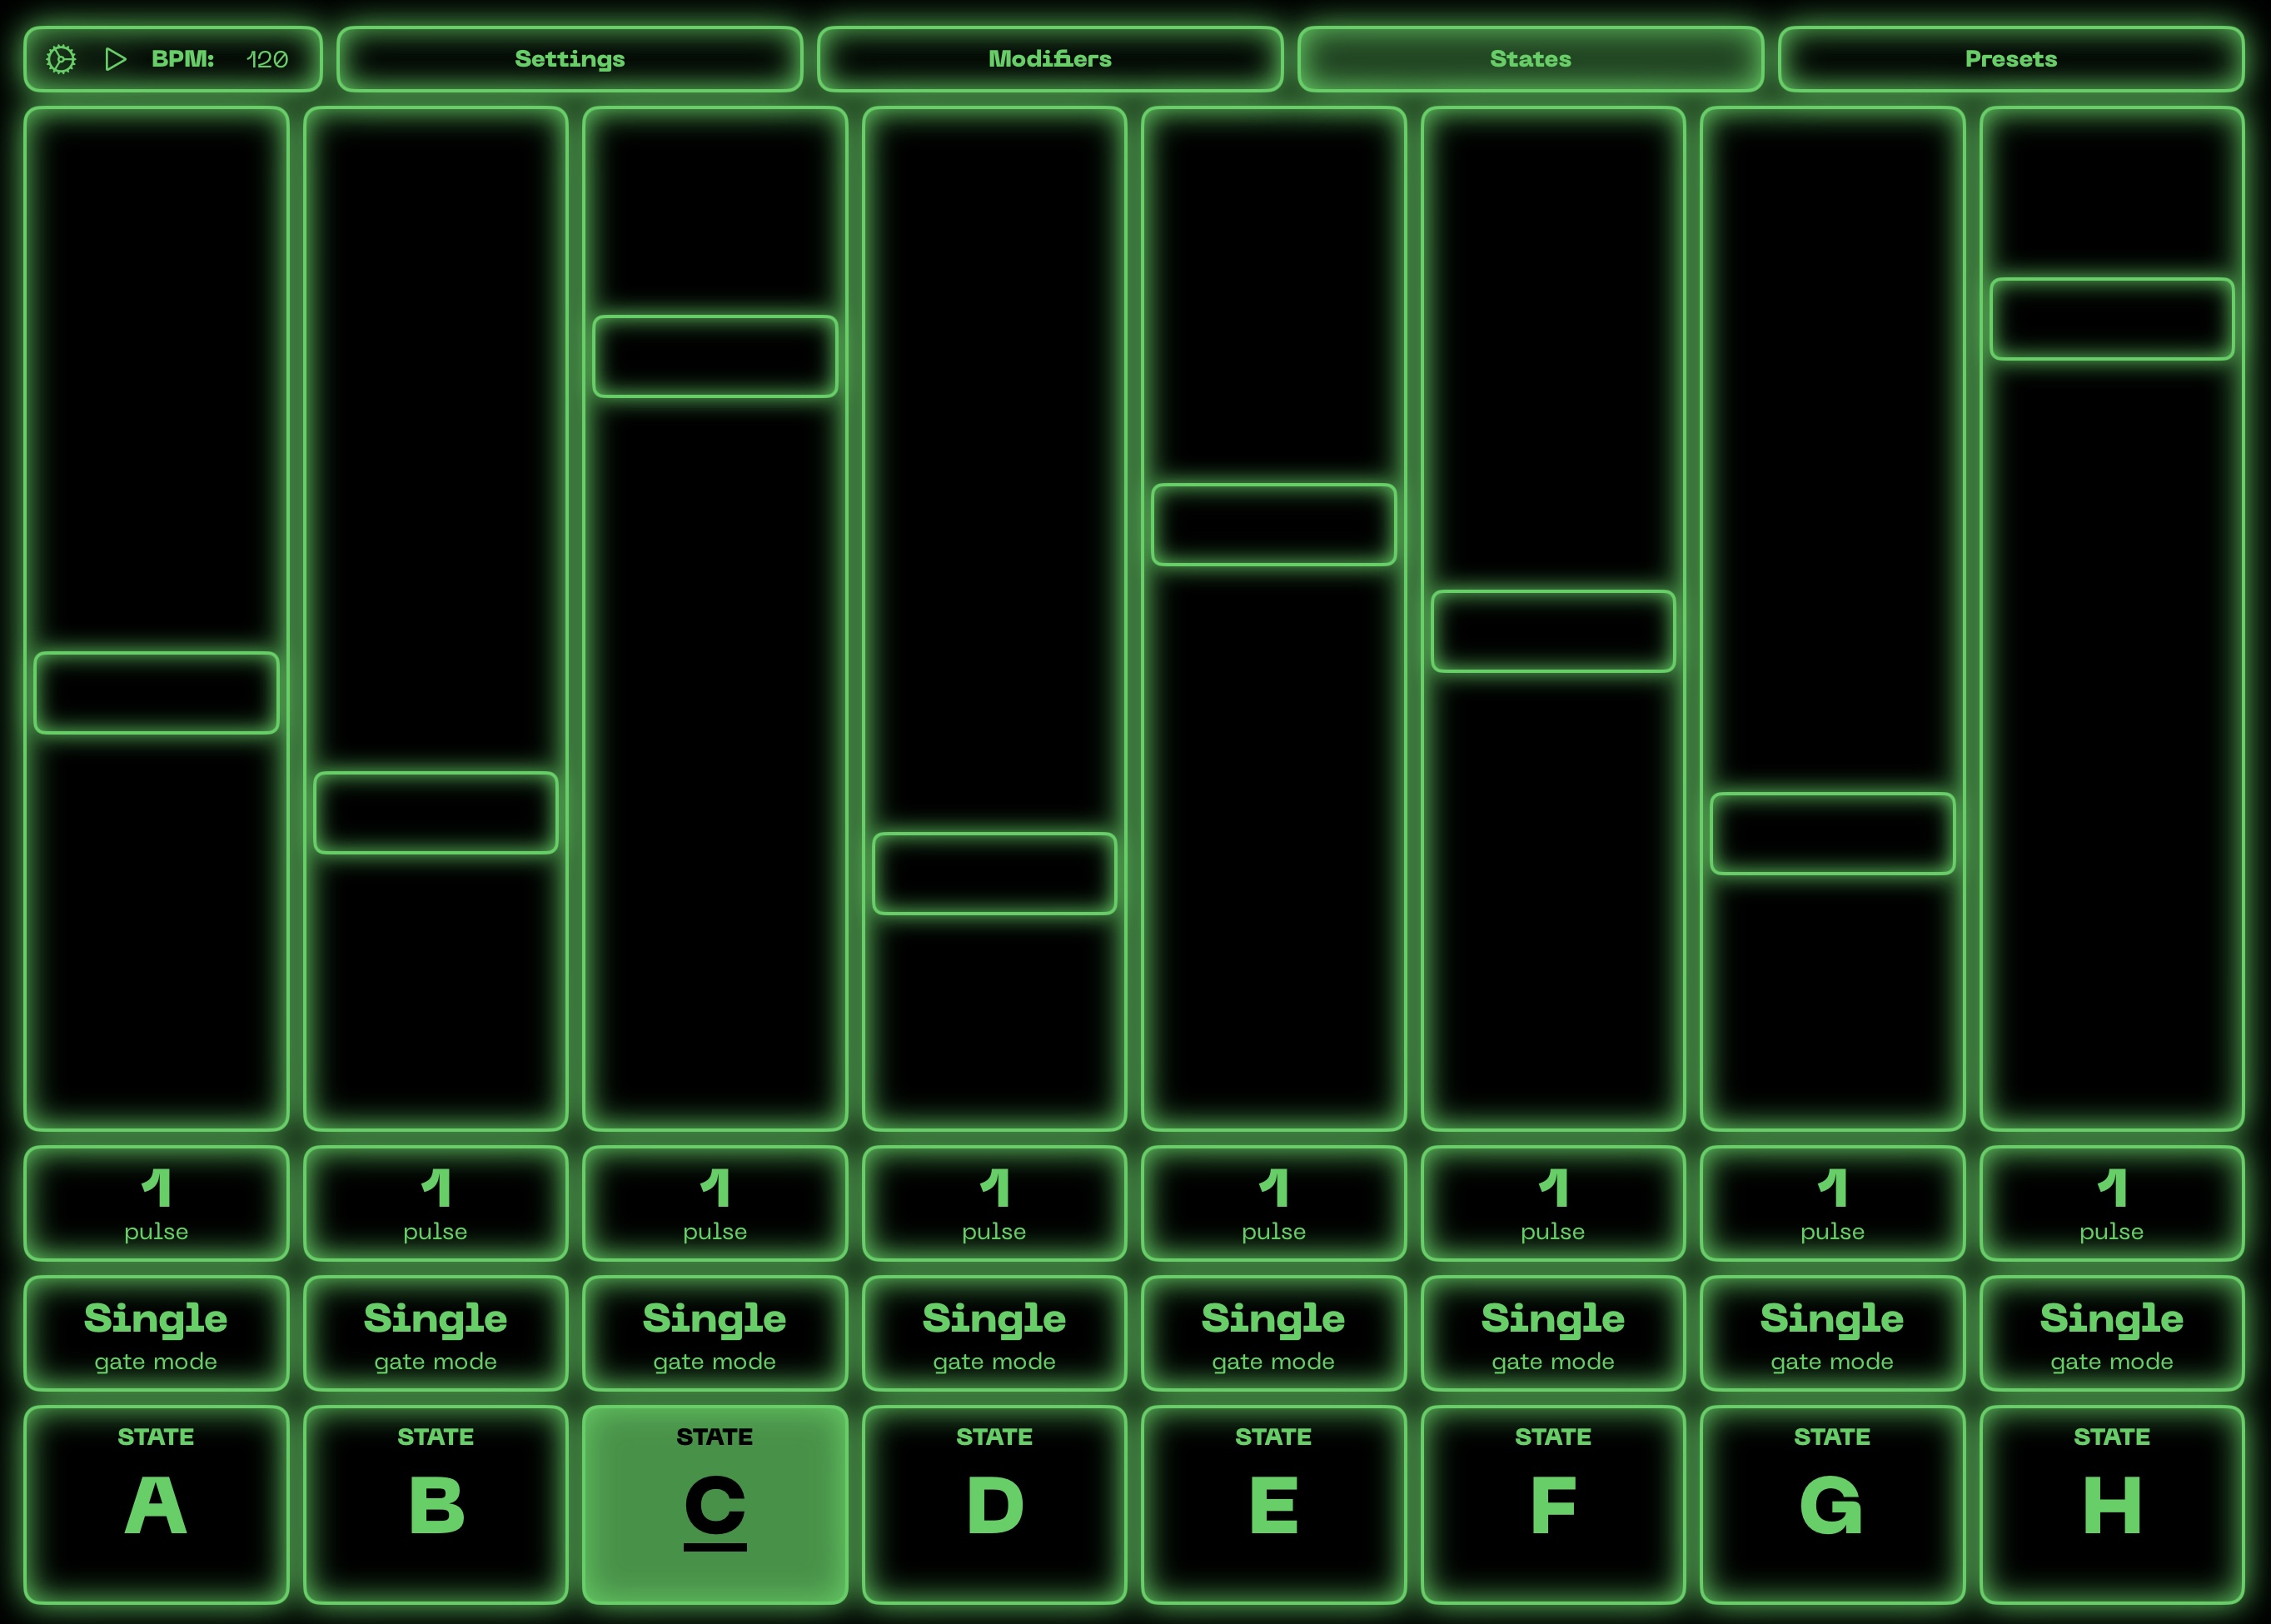 BPM: 120 Settings Modifiers States Presets
1 1 1 1 1 1 1 1
pulse pulse pulse pulse pulse pulse pulse pulse
Single Single Single Single Single Single Single Single
gate mode gate mode gate mode gate mode gate mode gate mode gate mode gate mode
STATE STATE STATE STATE STATE STATE STATE STATE
A B C D E F G H